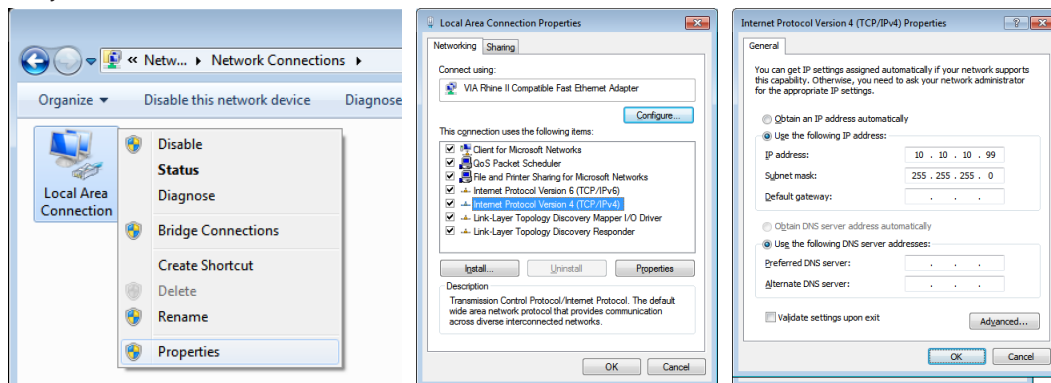 « Netw... ▸ Network Connections ▸
Organize ▾ Disable this network device Diagnose
Local Area
Connection
Disable
Status
Diagnose
Bridge Connections
Create Shortcut
Delete
Rename
Properties
Local Area Connection Properties
Networking Sharing
Connect using:
VIA Rhine II Compatible Fast Ethernet Adapter
Configure...
This connection uses the following items:
Client for Microsoft Networks
QoS Packet Scheduler
File and Printer Sharing for Microsoft Networks
Internet Protocol Version 6 (TCP/IPv6)
Internet Protocol Version 4 (TCP/IPv4)
Link-Layer Topology Discovery Mapper I/O Driver
Link-Layer Topology Discovery Responder
Install... Uninstall Properties
Description
Transmission Control Protocol/Internet Protocol. The default
wide area network protocol that provides communication
across diverse interconnected networks.
OK Cancel
Internet Protocol Version 4 (TCP/IPv4) Properties
General
You can get IP settings assigned automatically if your network supports
this capability. Otherwise, you need to ask your network administrator
for the appropriate IP settings.
Obtain an IP address automatically
Use the following IP address:
IP address: 10 . 10 . 10 . 99
Subnet mask: 255 . 255 . 255 . 0
Default gateway: . . .
Obtain DNS server address automatically
Use the following DNS server addresses:
Preferred DNS server: . . .
Alternate DNS server: . . .
Validate settings upon exit
Advanced...
OK Cancel